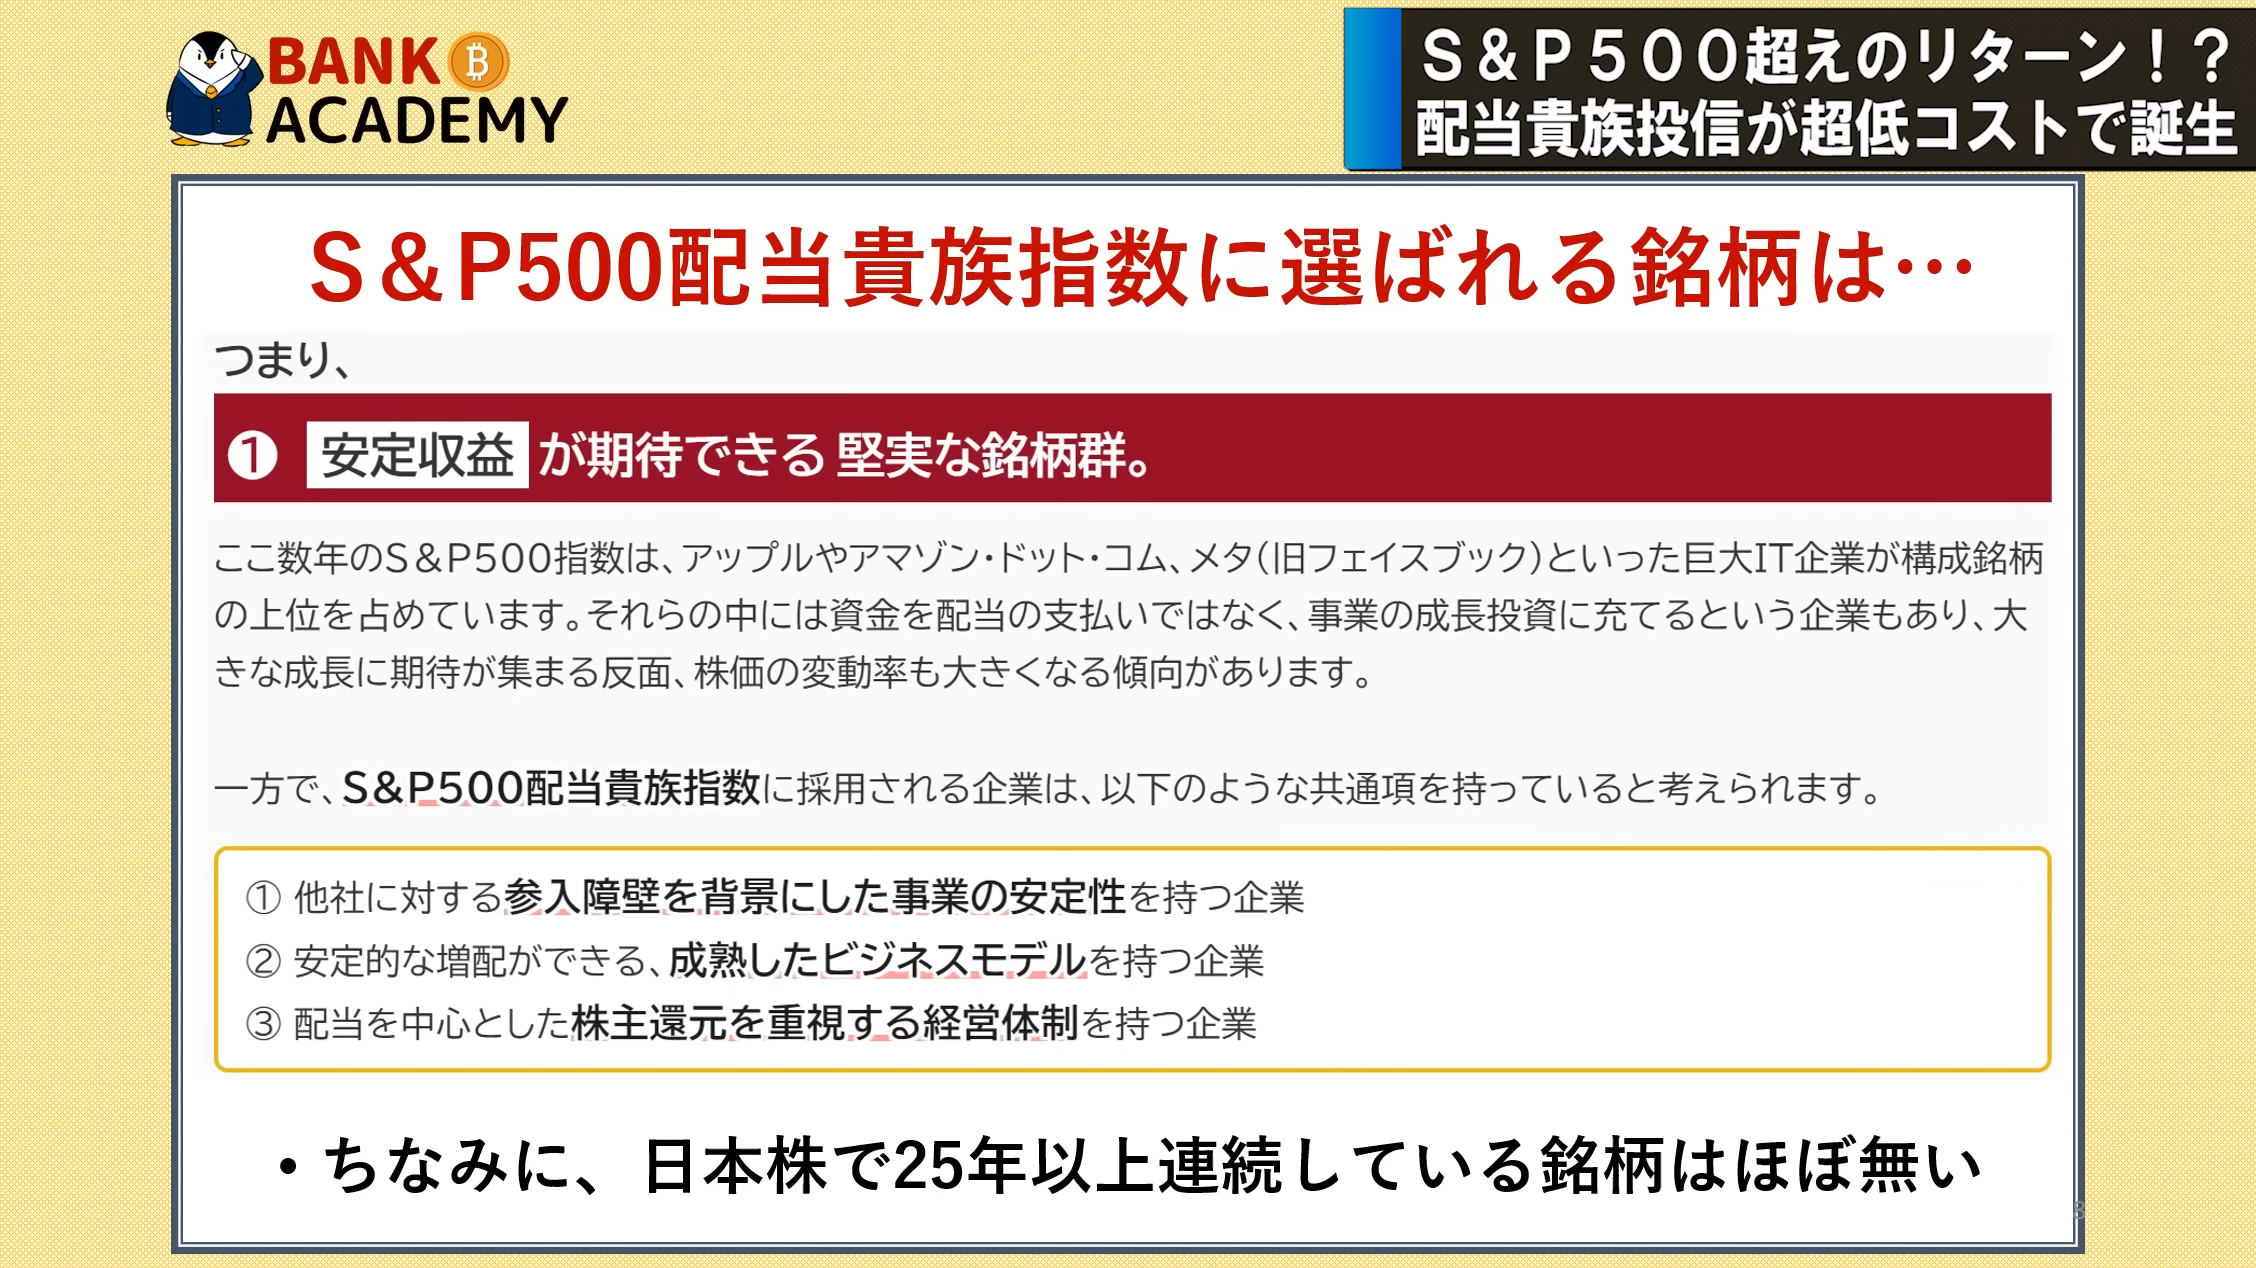 BANK ₿
ACADEMY
S＆P５００超えのリターン！？
配当貴族投信が超低コストで誕生
S＆P500配当貴族指数に選ばれる銘柄は…
つまり、
❶ 安定収益 が期待できる 堅実な銘柄群。
ここ数年のS＆P500指数は、アップルやアマゾン・ドット・コム、メタ(旧フェイスブック)といった巨大IT企業が構成銘柄
の上位を占めています。それらの中には資金を配当の支払いではなく、事業の成長投資に充てるという企業もあり、大
きな成長に期待が集まる反面、株価の変動率も大きくなる傾向があります。
一方で、S&P500配当貴族指数に採用される企業は、以下のような共通項を持っていると考えられます。
① 他社に対する参入障壁を背景にした事業の安定性を持つ企業
② 安定的な増配ができる、成熟したビジネスモデルを持つ企業
③ 配当を中心とした株主還元を重視する経営体制を持つ企業
・ちなみに、日本株で25年以上連続している銘柄はほぼ無い
8